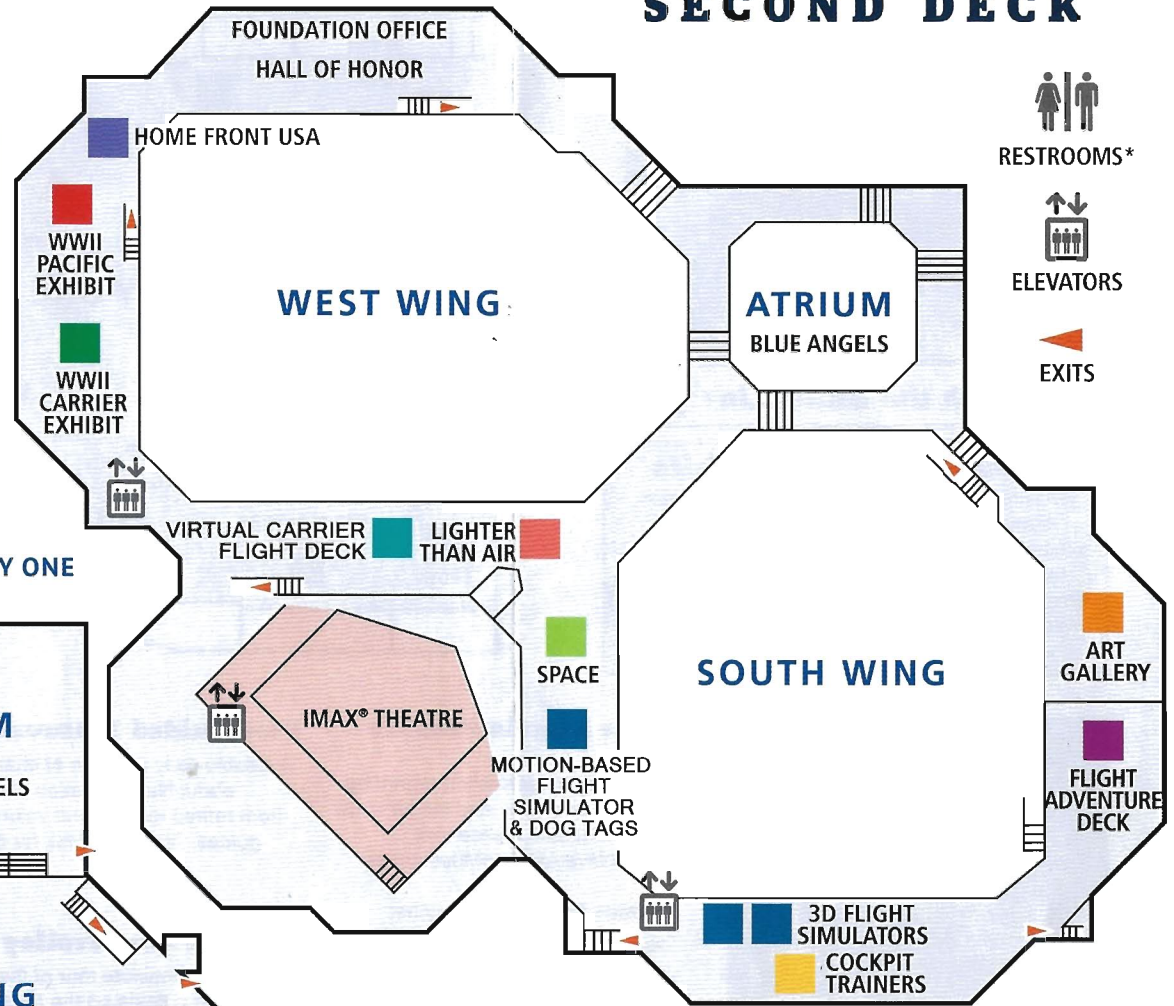 SECOND DECK
FOUNDATION OFFICE
HALL OF HONOR
HOME FRONT USA
RESTROOMS*
WWII
PACIFIC
EXHIBIT
ELEVATORS
WEST WING
ATRIUM
BLUE ANGELS
EXITS
WWII
CARRIER
EXHIBIT
VIRTUAL CARRIER
FLIGHT DECK
LIGHTER
THAN AIR
Y ONE
SPACE
ART
GALLERY
SOUTH WING
IMAX® THEATRE
M
ELS
MOTION-BASED
FLIGHT
SIMULATOR
& DOG TAGS
FLIGHT
ADVENTURE
DECK
3D FLIGHT
SIMULATORS
COCKPIT
TRAINERS
NG